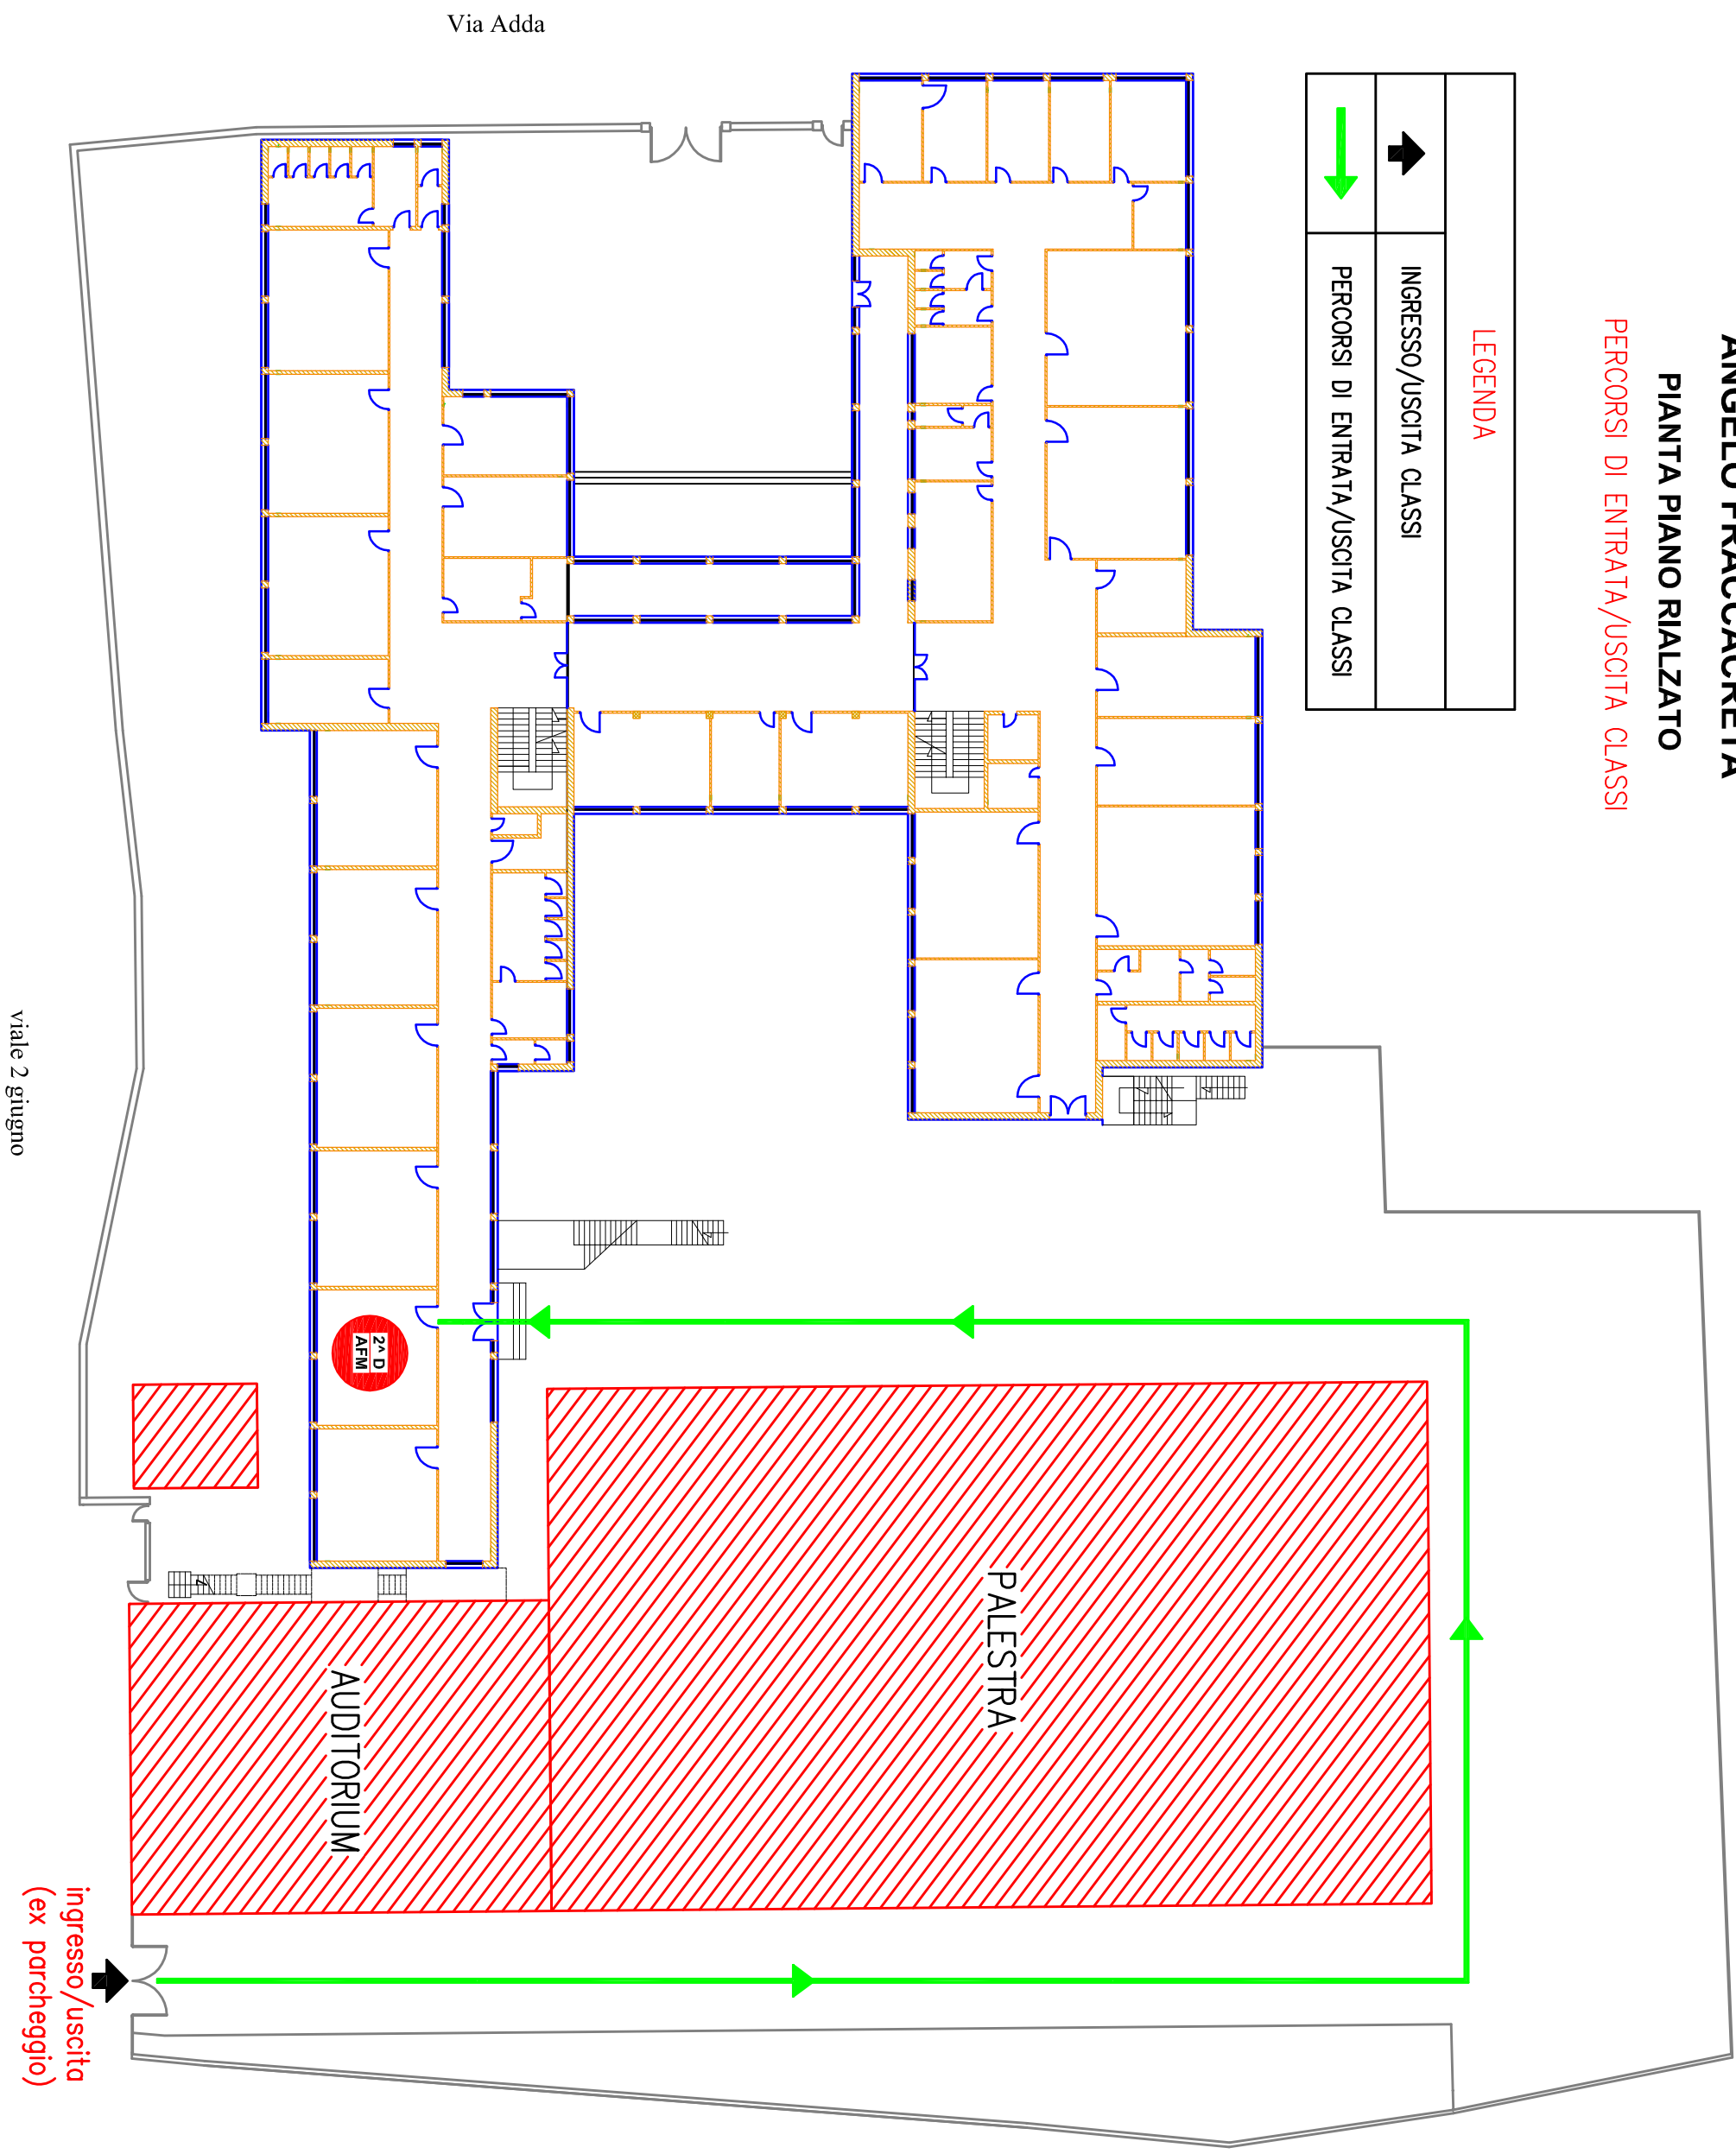 ANGELO FRACCACRETA
PIANTA PIANO RIALZATO
PERCORSI DI ENTRATA/USCITA CLASSI
LEGENDA
INGRESSO/USCITA CLASSI
PERCORSI DI ENTRATA/USCITA CLASSI
Via Adda
viale 2 giugno
2^ D
AFM
PALESTRA
AUDITORIUM
ingresso/uscita
(ex parcheggio)